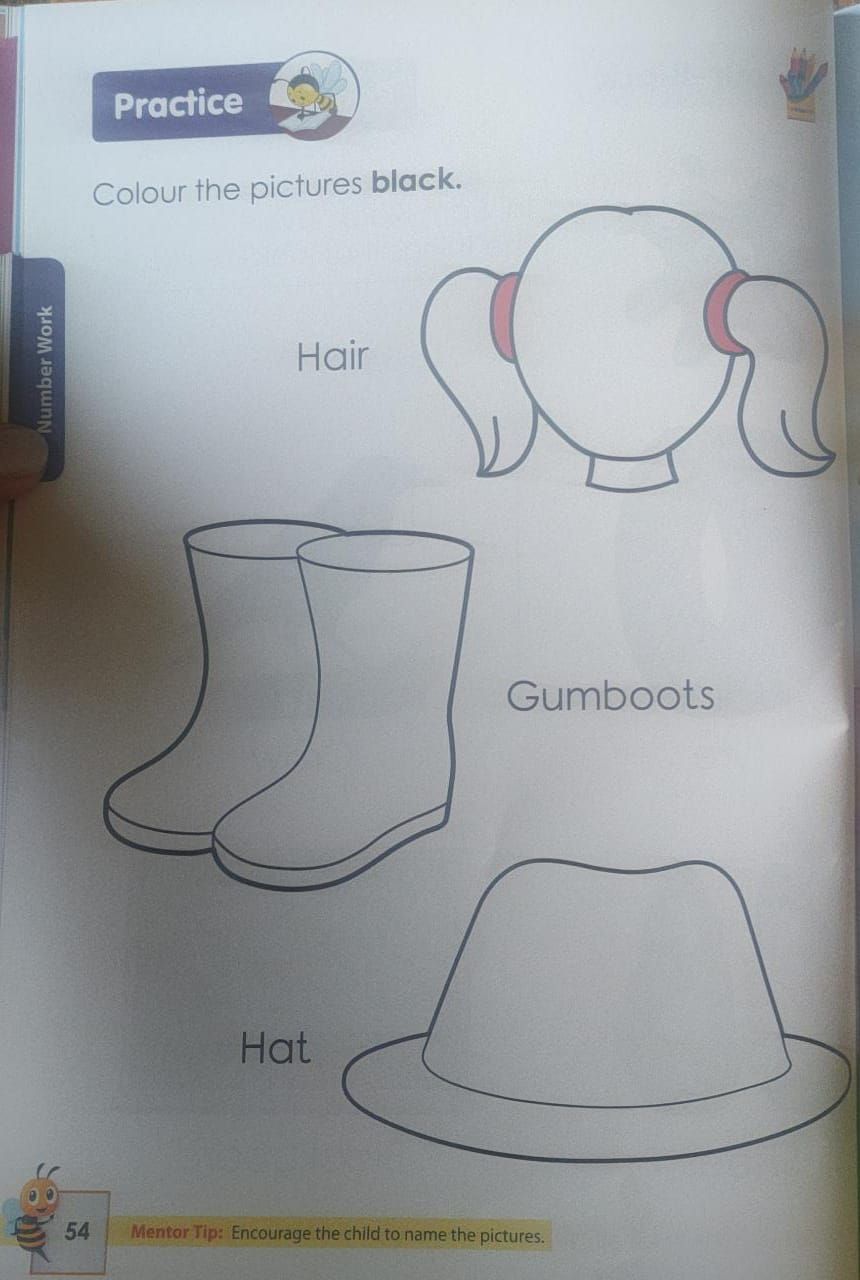 Practice
Colour the pictures black.
Number Work
Hair
Gumboots
Hat
54
Mentor Tip: Encourage the child to name the pictures.